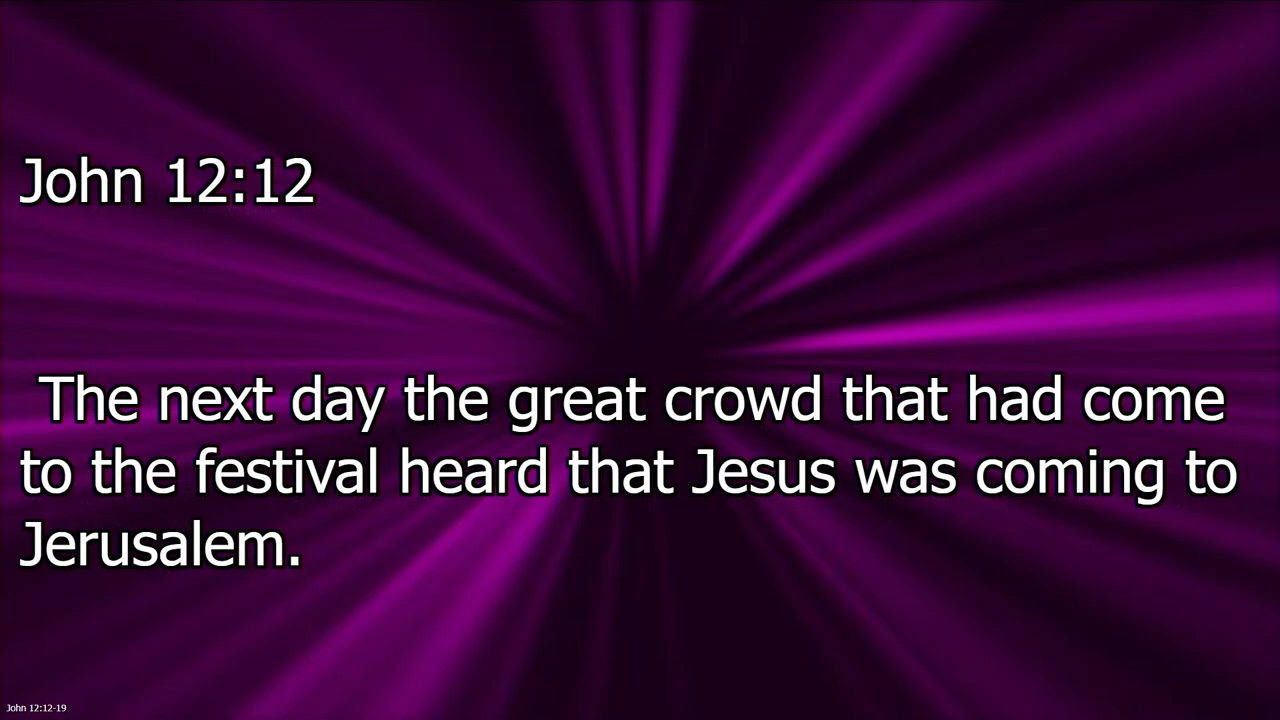 John 12:12
The next day the great crowd that had come
to the festival heard that Jesus was coming to
Jerusalem.
John 12:12-19